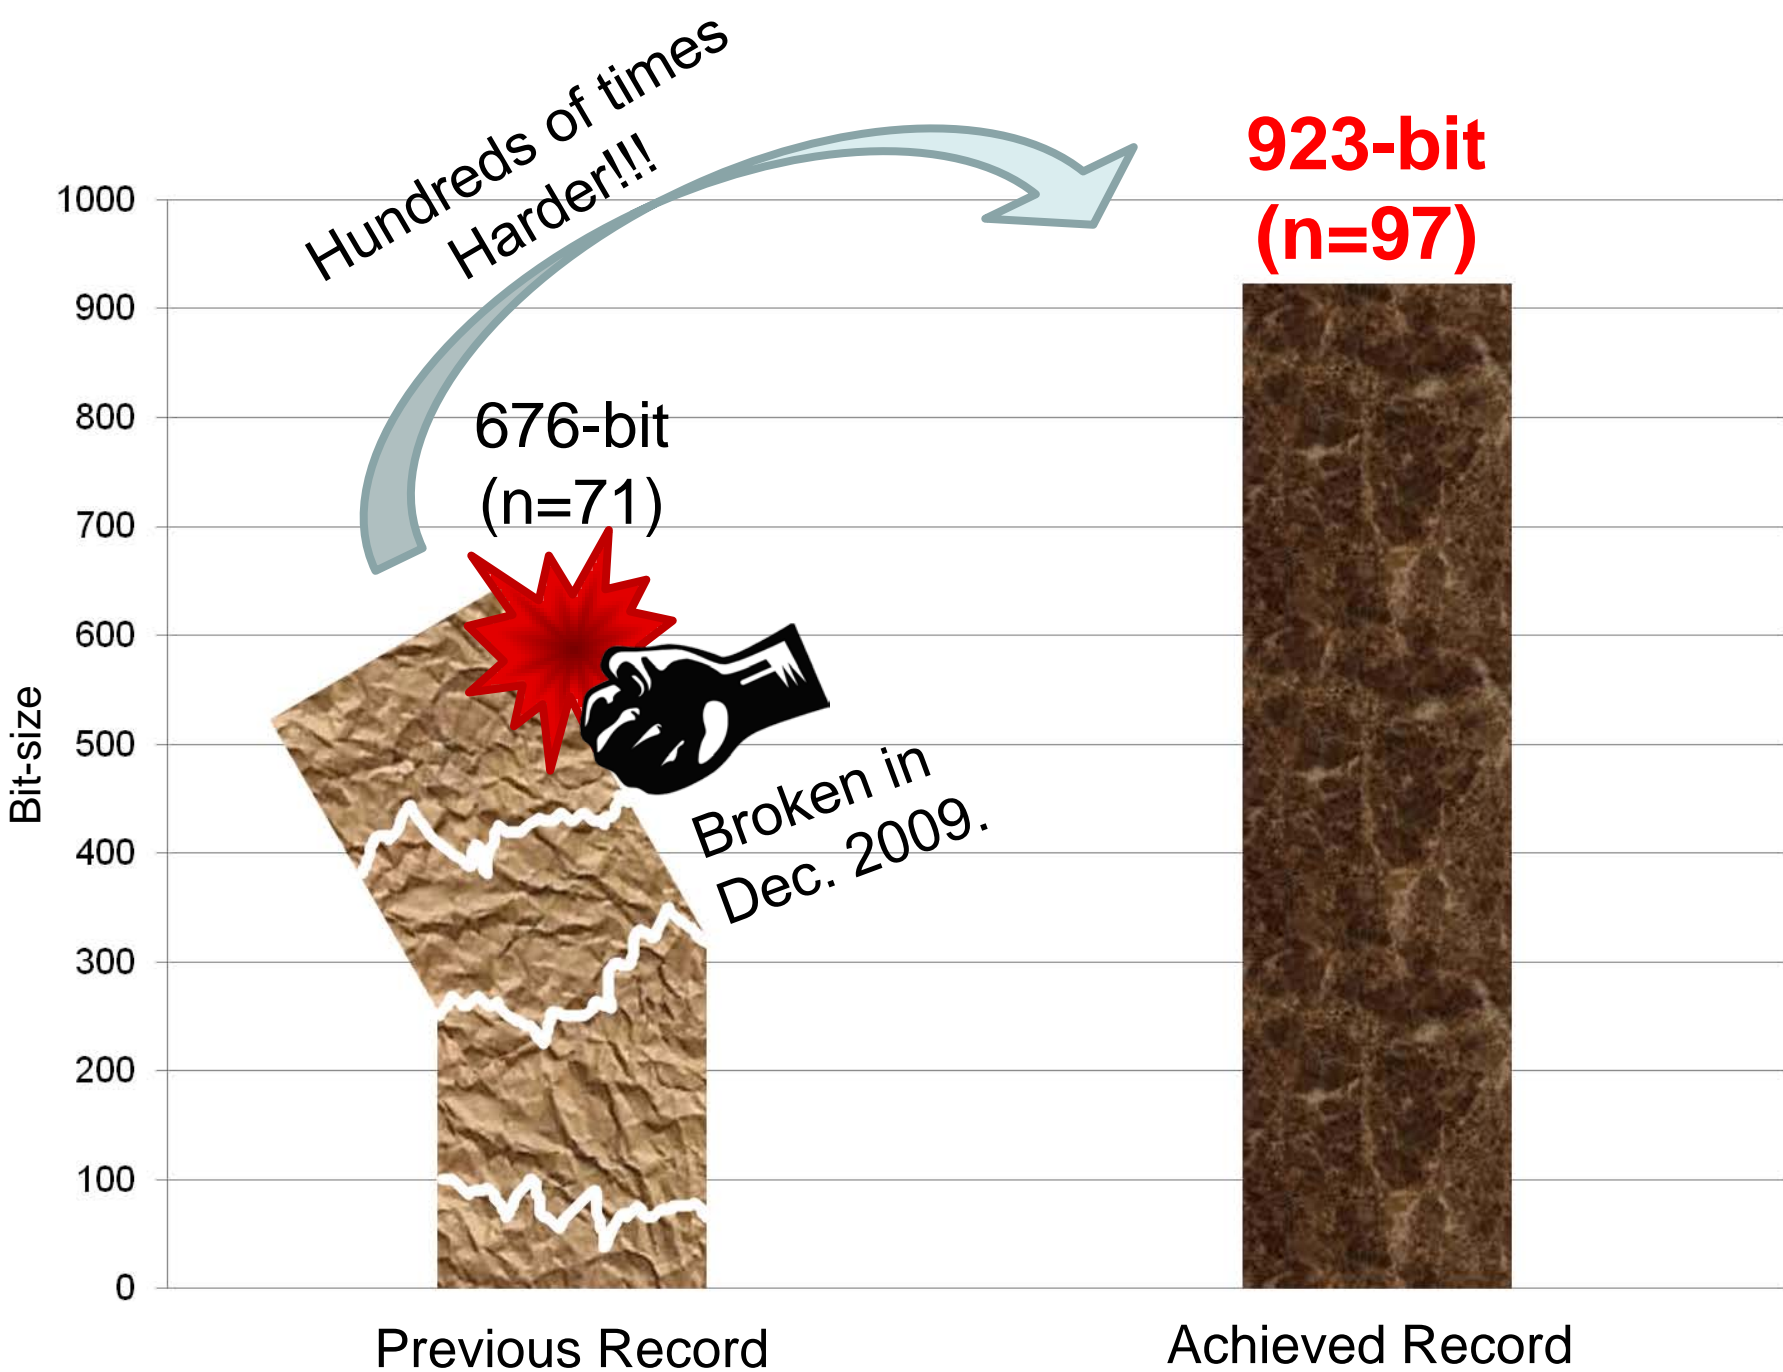 Hundreds of times
Harder!!!
923-bit
(n=97)
676-bit
(n=71)
Broken in
Dec. 2009.
Bit-size
1000
900
800
700
600
500
400
300
200
100
0
Previous Record
Achieved Record